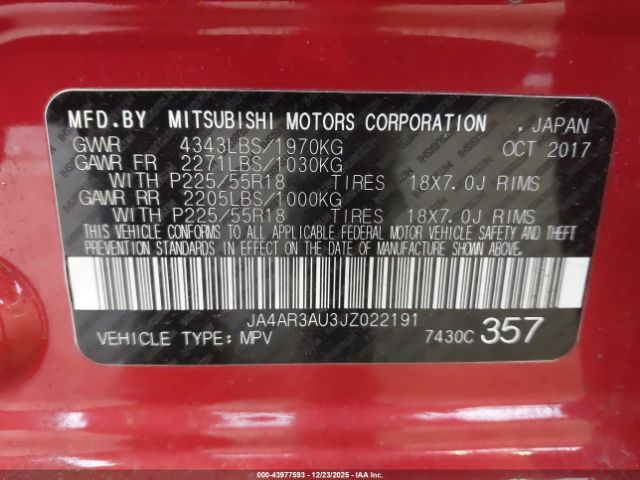 MFD.BY MITSUBISHI MOTORS CORPORATION . JAPAN
GVWR 4343LBS/1970KG OCT 2017
GAWR FR 2271LBS/1030KG
WITH P225/55R18 TIRES 18X7.0J RIMS
GAWR RR 2205LBS/1000KG
WITH P225/55R18 TIRES 18X7.0J RIMS
THIS VEHICLE CONFORMS TO ALL APPLICABLE FEDERAL MOTOR VEHICLE SAFETY AND THEFT
PREVENTION STANDARDS IN EFFECT ON THE DATE OF MANUFACTURE SHOWN ABOVE.
JA4AR3AU3JZ022191
VEHICLE TYPE: MPV 7430C 357
000-43977593 - 12/23/2025 - IAAI.CA